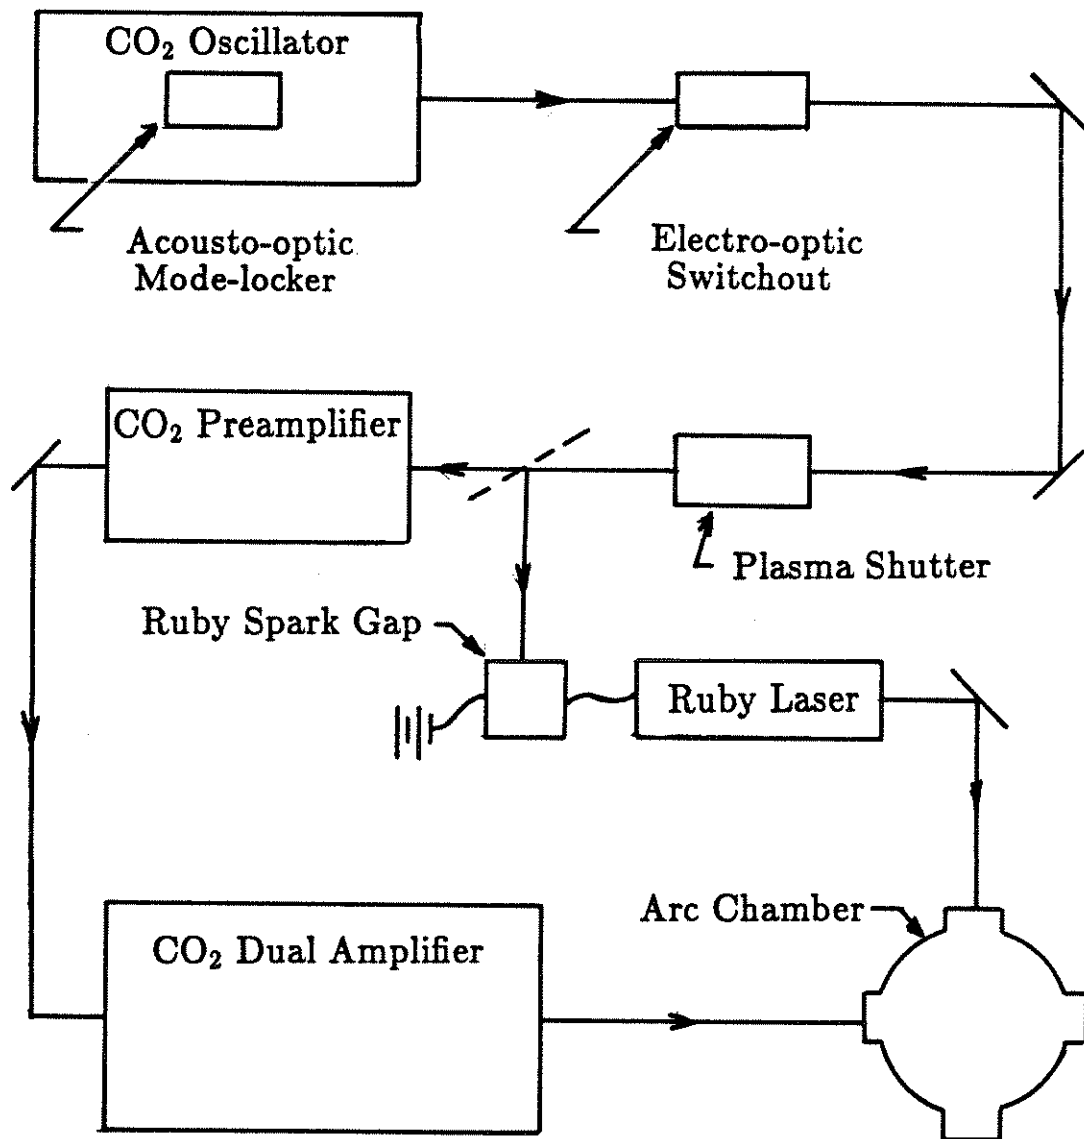 CO₂ Oscillator
Acousto-optic
Mode-locker
Electro-optic
Switchout
CO₂ Preamplifier
Plasma Shutter
Ruby Spark Gap
Ruby Laser
Arc Chamber
CO₂ Dual Amplifier